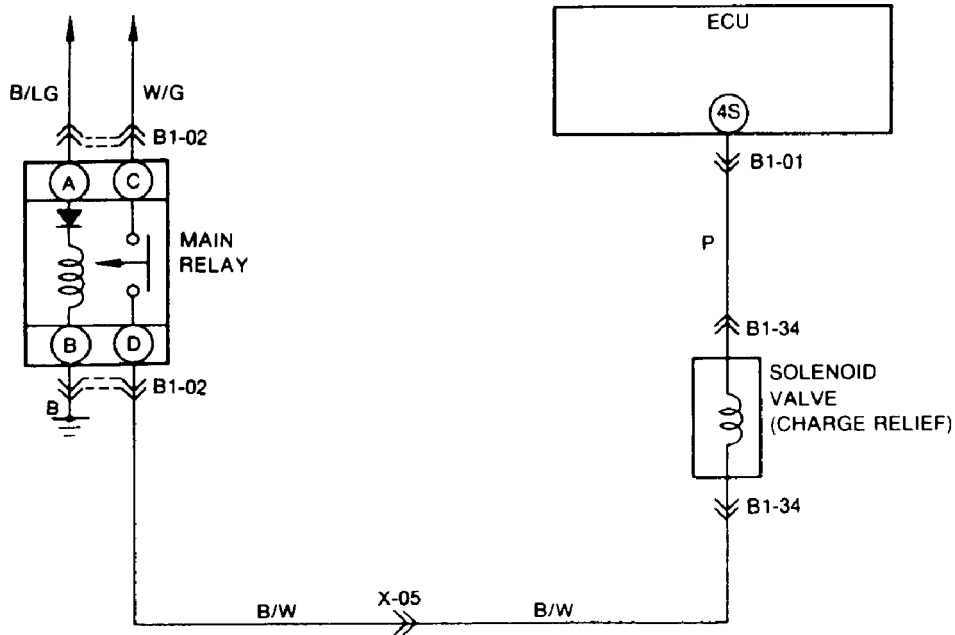 ECU
4S
B/LG
W/G
B1-02
B1-01
A
C
MAIN
RELAY
P
B1-34
B
D
SOLENOID
VALVE
(CHARGE RELIEF)
B1-02
B
B1-34
B/W
X-05
B/W